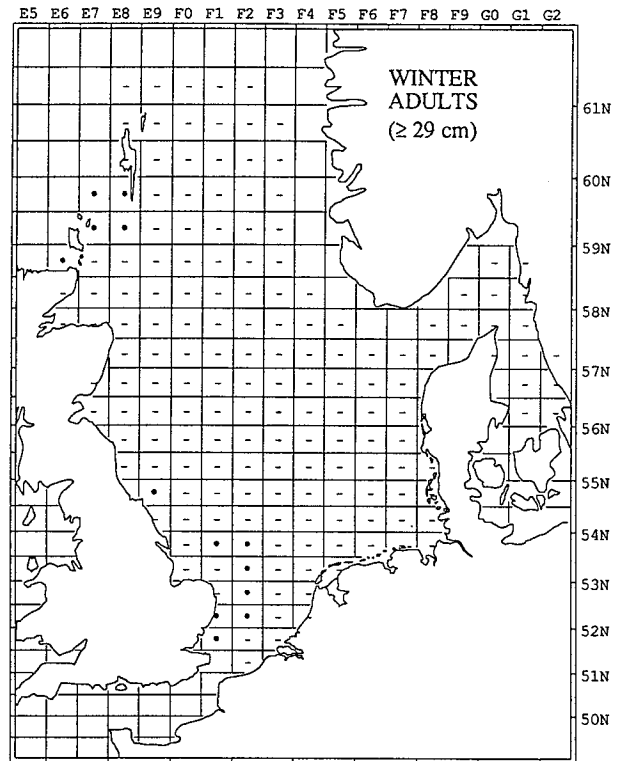 E5 E6 E7 E8 E9 F0 F1 F2 F3 F4 F5 F6 F7 F8 F9 G0 G1 G2
WINTER
ADULTS
(≥ 29 cm)
61N
60N
59N
58N
57N
56N
55N
54N
53N
52N
51N
50N